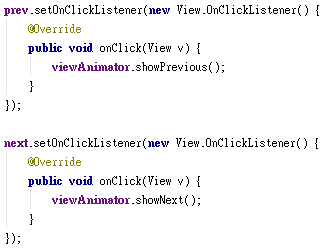 prev.setOnClickListener(new View.OnClickListener() {
    @Override
    public void onClick(View v) {
        viewAnimator.showPrevious();
    }
});

next.setOnClickListener(new View.OnClickListener() {
    @Override
    public void onClick(View v) {
        viewAnimator.showNext();
    }
});